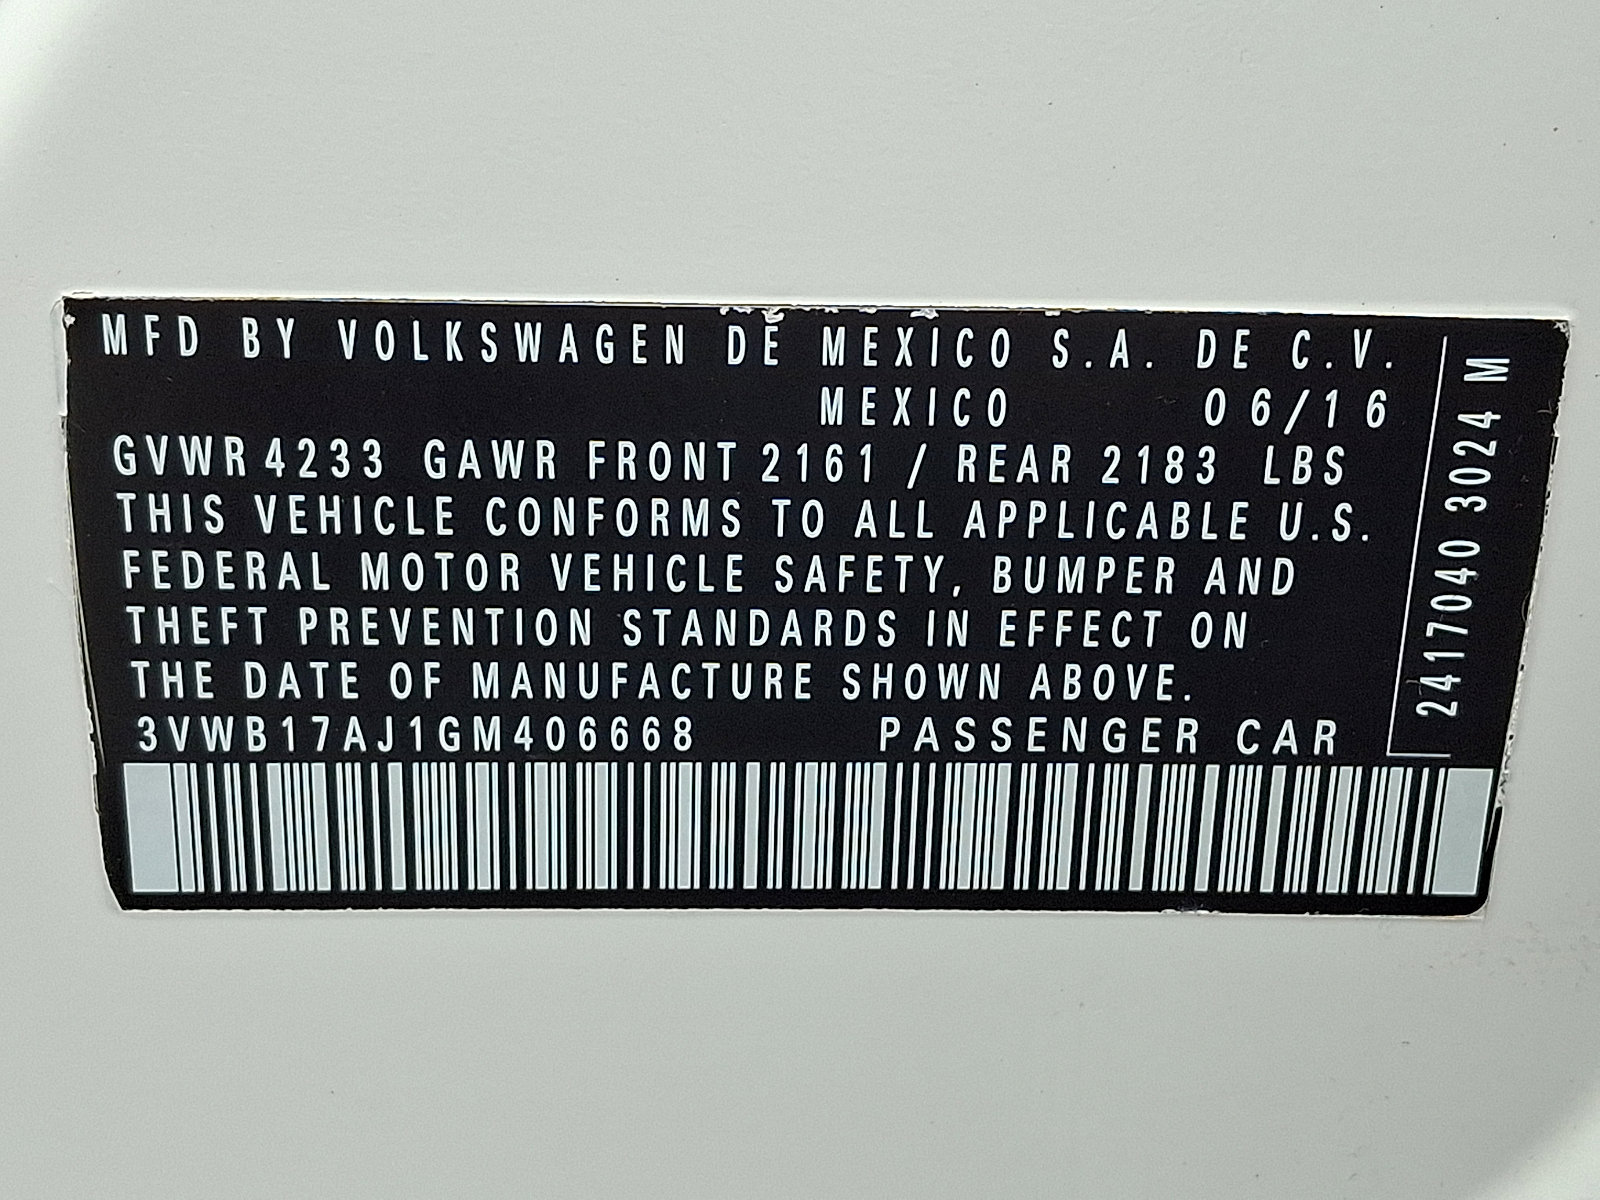 MFD BY VOLKSWAGEN DE MEXICO S.A. DE C.V.
MEXICO 06/16
GVWR 4233 GAWR FRONT 2161 / REAR 2183 LBS
THIS VEHICLE CONFORMS TO ALL APPLICABLE U.S.
FEDERAL MOTOR VEHICLE SAFETY, BUMPER AND
THEFT PREVENTION STANDARDS IN EFFECT ON
THE DATE OF MANUFACTURE SHOWN ABOVE.
3VWB17AJ1GM406668 PASSENGER CAR
2417040 3024 M